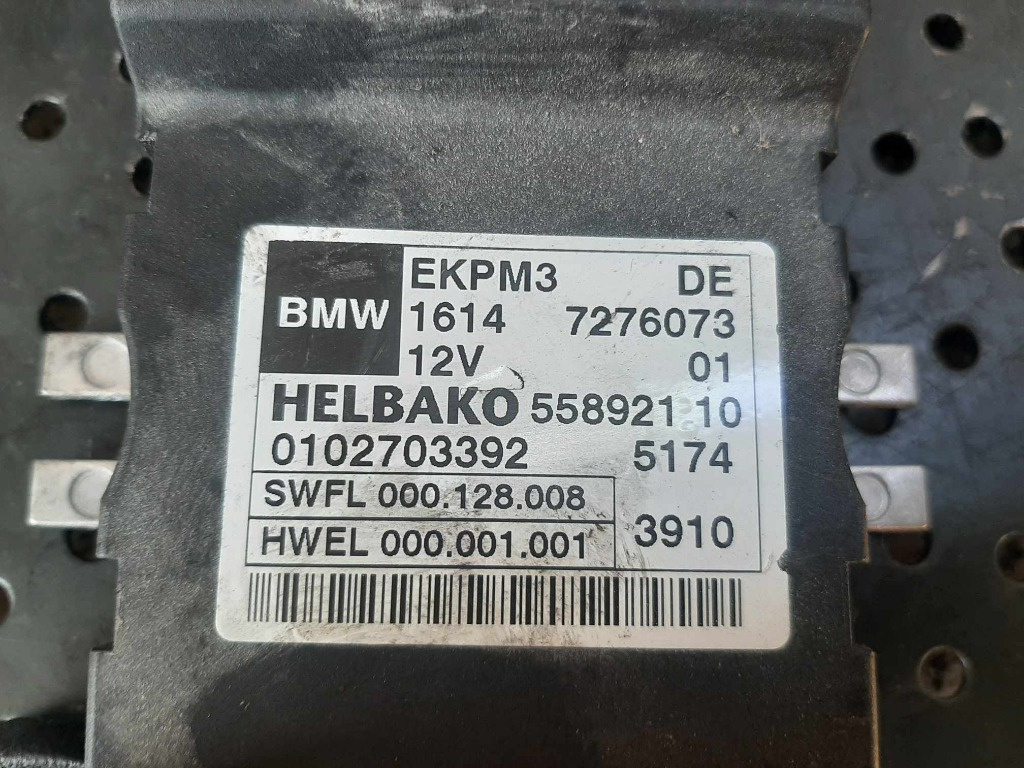 BMW
EKPM3 DE
1614 7276073
12V 01
HELBAKO 558921 10
0102703392 5174
SWFL 000.128.008
HWEL 000.001.001
3910